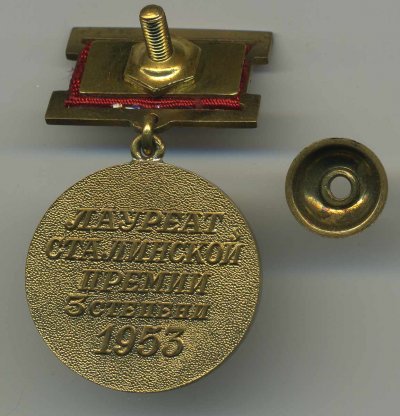 ЛАУРЕАТ
СТАЛИНСКОЙ
ПРЕМИИ
3 СТЕПЕНИ
1953